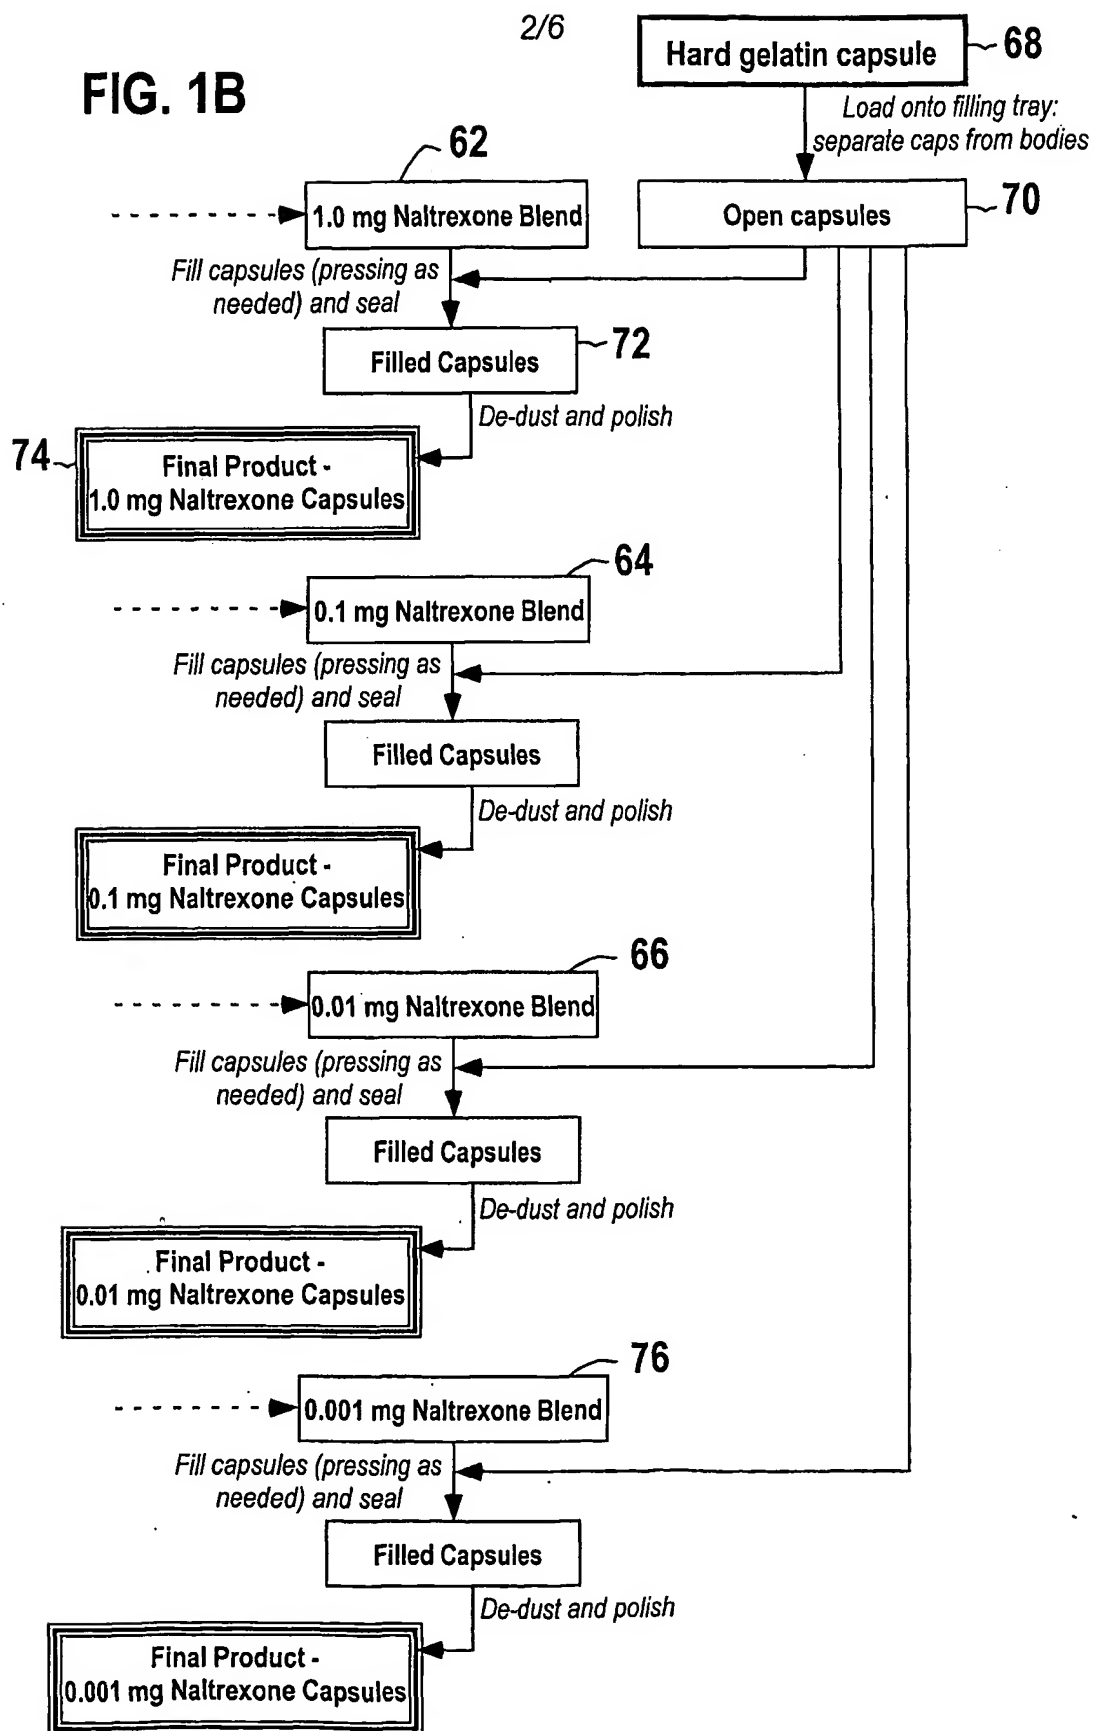 2/6
FIG. 1B
Hard gelatin capsule
68
Load onto filling tray:
separate caps from bodies
62
1.0 mg Naltrexone Blend
Open capsules
70
Fill capsules (pressing as
needed) and seal
Filled Capsules
72
De-dust and polish
74
Final Product -
1.0 mg Naltrexone Capsules
64
0.1 mg Naltrexone Blend
Fill capsules (pressing as
needed) and seal
Filled Capsules
De-dust and polish
Final Product -
0.1 mg Naltrexone Capsules
66
0.01 mg Naltrexone Blend
Fill capsules (pressing as
needed) and seal
Filled Capsules
De-dust and polish
Final Product -
0.01 mg Naltrexone Capsules
76
0.001 mg Naltrexone Blend
Fill capsules (pressing as
needed) and seal
Filled Capsules
De-dust and polish
Final Product -
0.001 mg Naltrexone Capsules